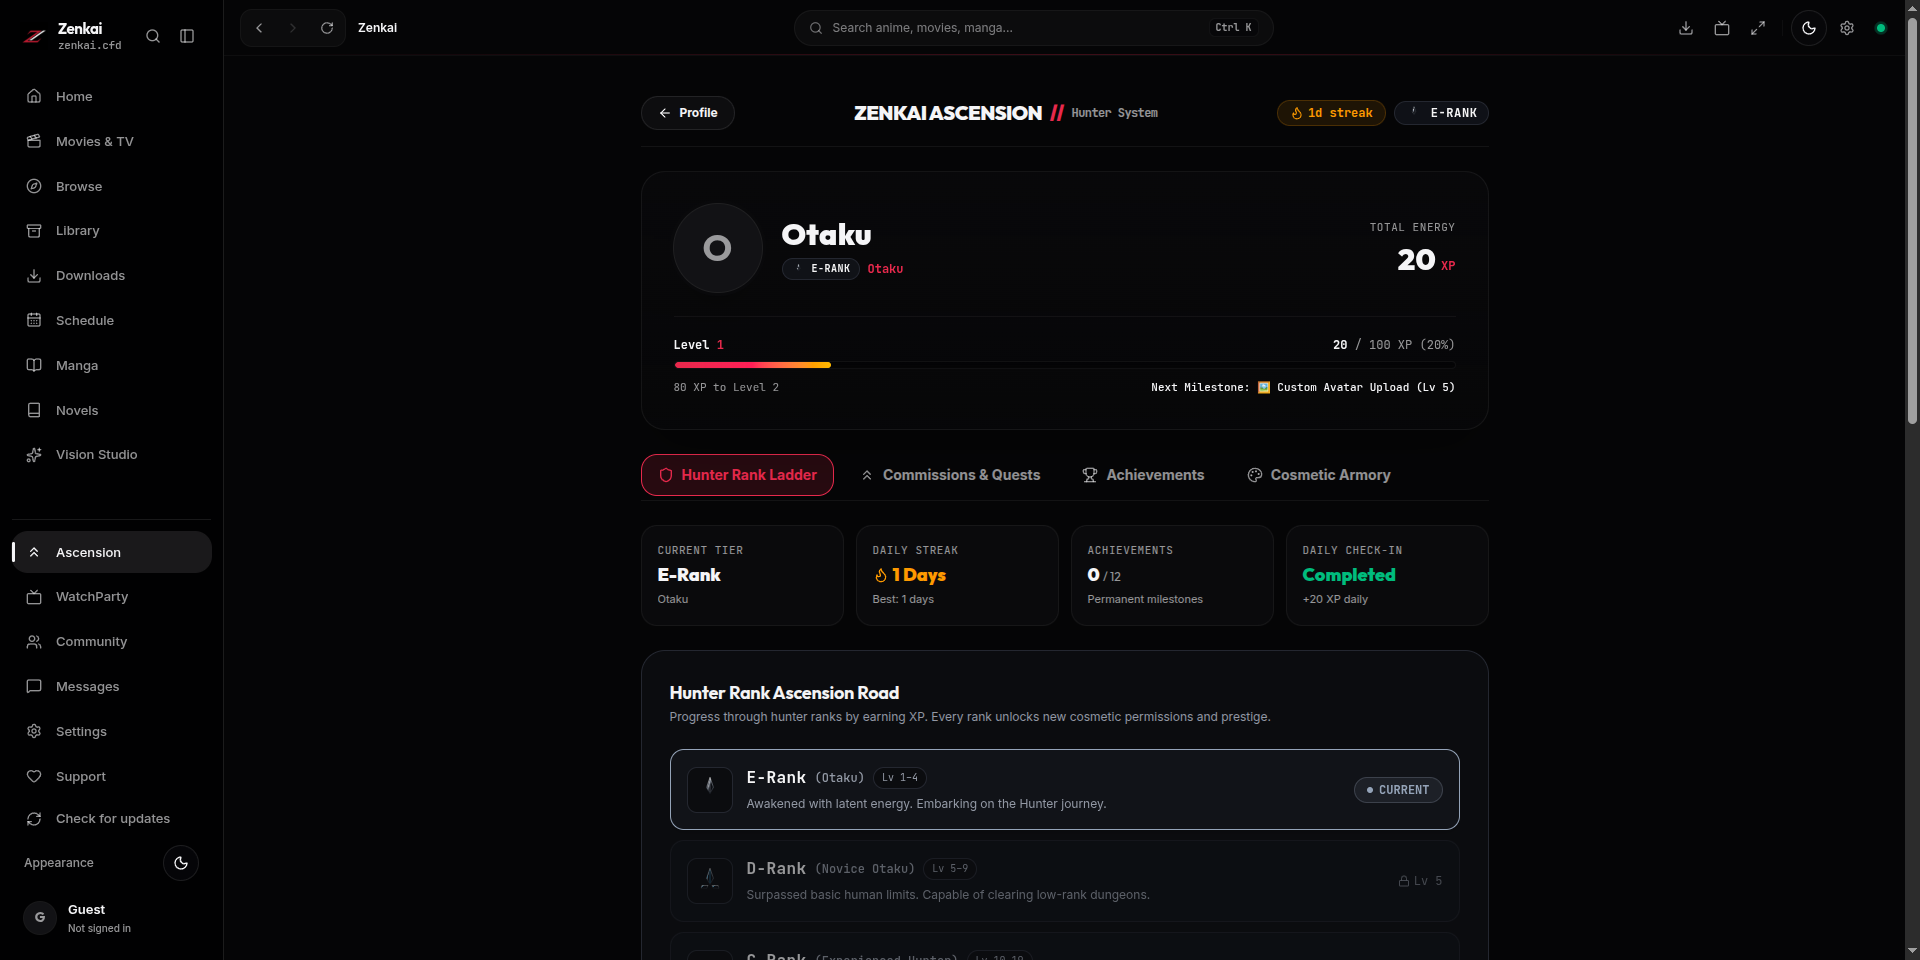 Zenkai
zenkai.cfd
Home
Movies & TV
Browse
Library
Downloads
Schedule
Manga
Novels
Vision Studio
Ascension
WatchParty
Community
Messages
Settings
Support
Check for updates
Appearance
G
Guest
Not signed in
Zenkai
Search anime, movies, manga...
Ctrl K
Profile
ZENKAI ASCENSION // Hunter System
1d streak
E-RANK
O
Otaku
E-RANK Otaku
TOTAL ENERGY
20 XP
Level 1
20 / 100 XP (20%)
80 XP to Level 2
Next Milestone: 🖼️ Custom Avatar Upload (Lv 5)
Hunter Rank Ladder
Commissions & Quests
Achievements
Cosmetic Armory
CURRENT TIER
E-Rank
Otaku
DAILY STREAK
1 Days
Best: 1 days
ACHIEVEMENTS
0 / 12
Permanent milestones
DAILY CHECK-IN
Completed
+20 XP daily
Hunter Rank Ascension Road
Progress through hunter ranks by earning XP. Every rank unlocks new cosmetic permissions and prestige.
E-Rank (Otaku) Lv 1–4
Awakened with latent energy. Embarking on the Hunter journey.
CURRENT
D-Rank (Novice Otaku) Lv 5–9
Surpassed basic human limits. Capable of clearing low-rank dungeons.
Lv 5
C-Rank (Experienced Hunter) Lv 10–19